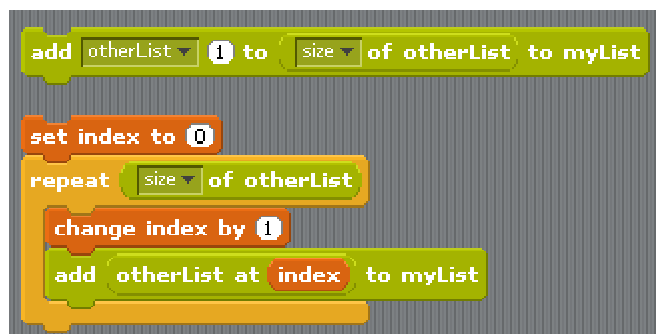 add otherList 1 to size of otherList to myList
set index to 0
repeat size of otherList
change index by 1
add otherList at index to myList